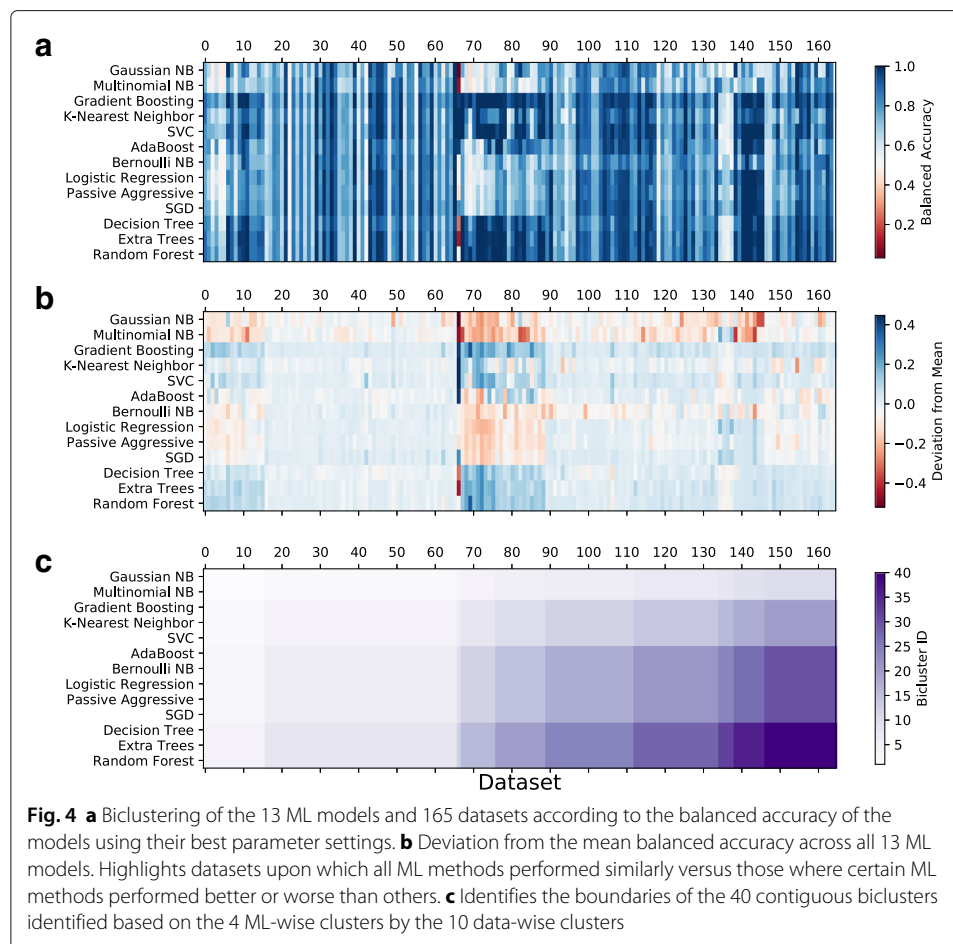 a
0 10 20 30 40 50 60 70 80 90 100 110 120 130 140 150 160
Gaussian NB
Multinomial NB
Gradient Boosting
K-Nearest Neighbor
SVC
AdaBoost
Bernoulli NB
Logistic Regression
Passive Aggressive
SGD
Decision Tree
Extra Trees
Random Forest
1.0
0.8
0.6
0.4
0.2
Balanced Accuracy
b
0 10 20 30 40 50 60 70 80 90 100 110 120 130 140 150 160
Gaussian NB
Multinomial NB
Gradient Boosting
K-Nearest Neighbor
SVC
AdaBoost
Bernoulli NB
Logistic Regression
Passive Aggressive
SGD
Decision Tree
Extra Trees
Random Forest
0.4
0.2
0.0
−0.2
−0.4
Deviation from Mean
c
0 10 20 30 40 50 60 70 80 90 100 110 120 130 140 150 160
Gaussian NB
Multinomial NB
Gradient Boosting
K-Nearest Neighbor
SVC
AdaBoost
Bernoulli NB
Logistic Regression
Passive Aggressive
SGD
Decision Tree
Extra Trees
Random Forest
40
35
30
25
20
15
10
5
Bicluster ID
Dataset
Fig. 4 a Biclustering of the 13 ML models and 165 datasets according to the balanced accuracy of the
models using their best parameter settings. b Deviation from the mean balanced accuracy across all 13 ML
models. Highlights datasets upon which all ML methods performed similarly versus those where certain ML
methods performed better or worse than others. c Identifies the boundaries of the 40 contiguous biclusters
identified based on the 4 ML-wise clusters by the 10 data-wise clusters